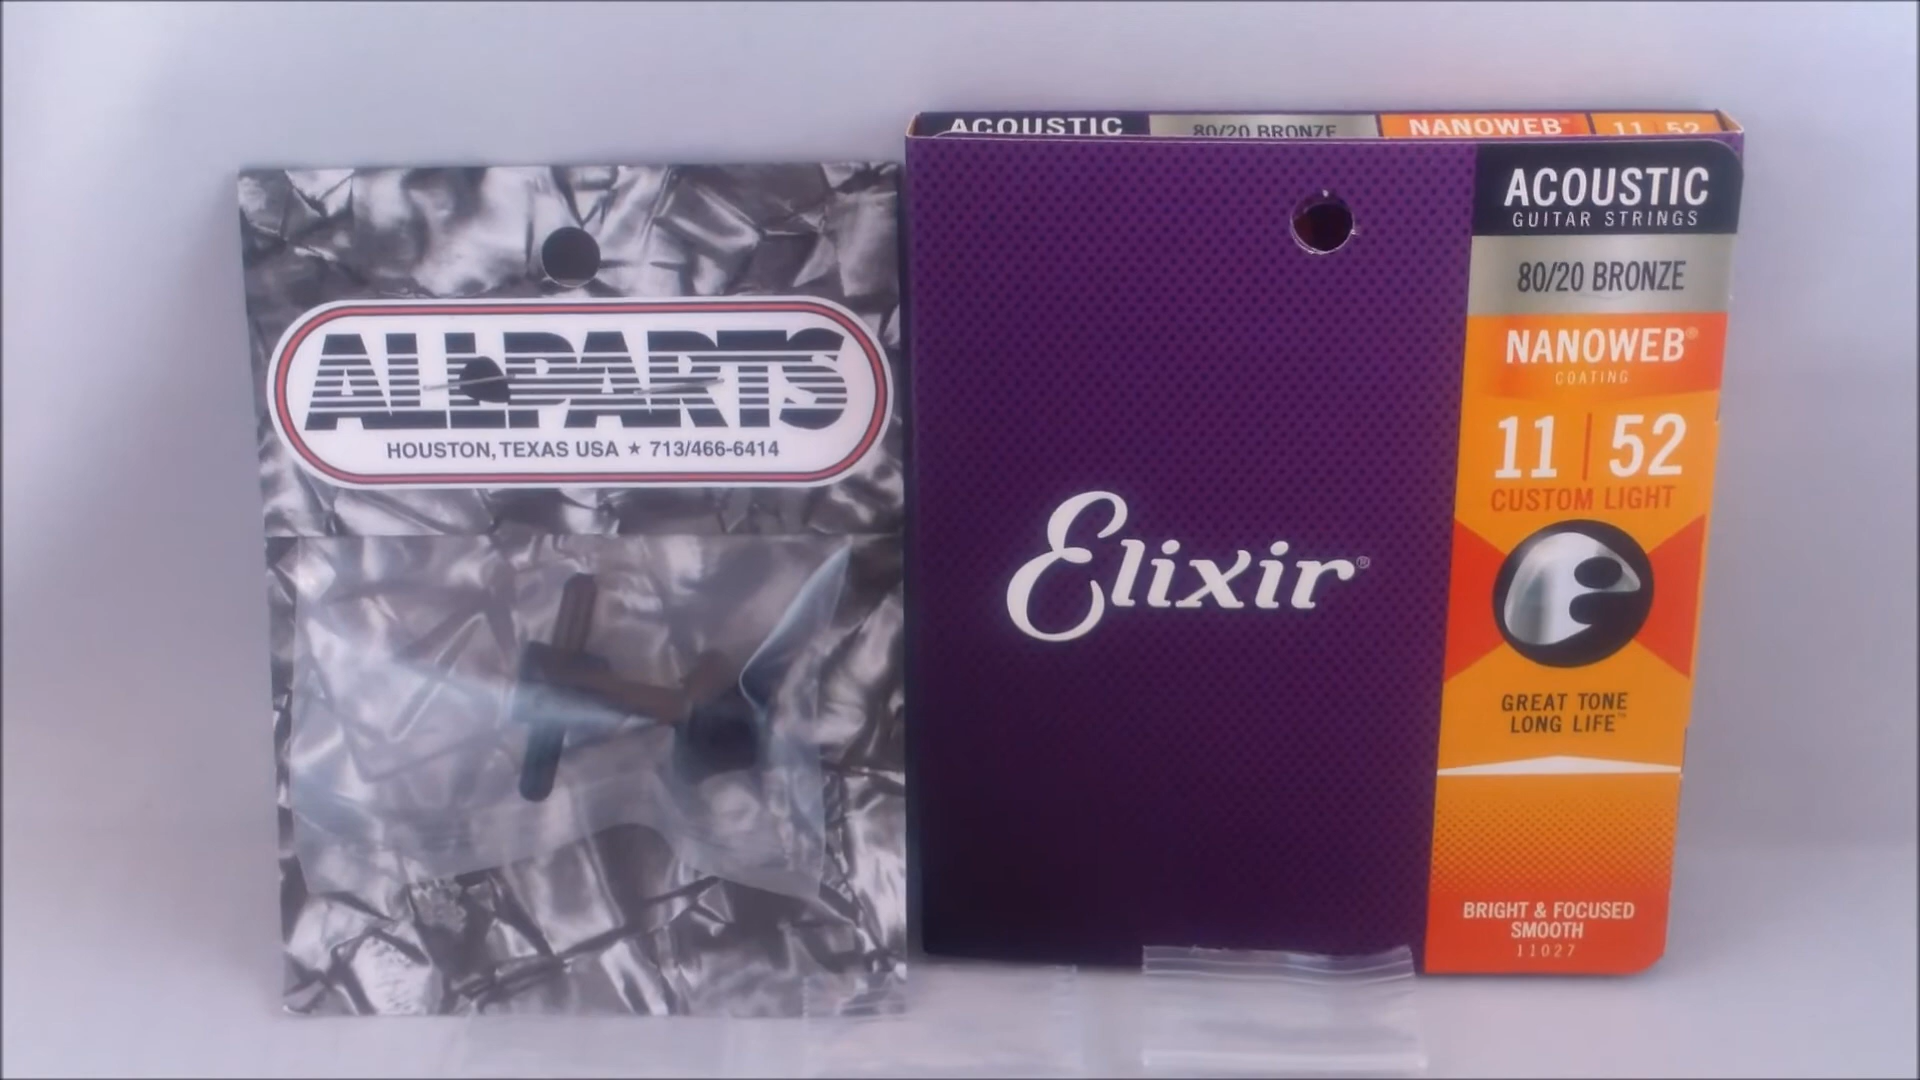 ALLPARTS
HOUSTON, TEXAS USA ★ 713/466-6414
ACOUSTIC 80/20 BRONZE NANOWEB® 11 52
ACOUSTIC
GUITAR STRINGS
80/20 BRONZE
NANOWEB®
COATING
11 | 52
CUSTOM LIGHT
Elixir®
GREAT TONE
LONG LIFE™
BRIGHT & FOCUSED
SMOOTH
11027